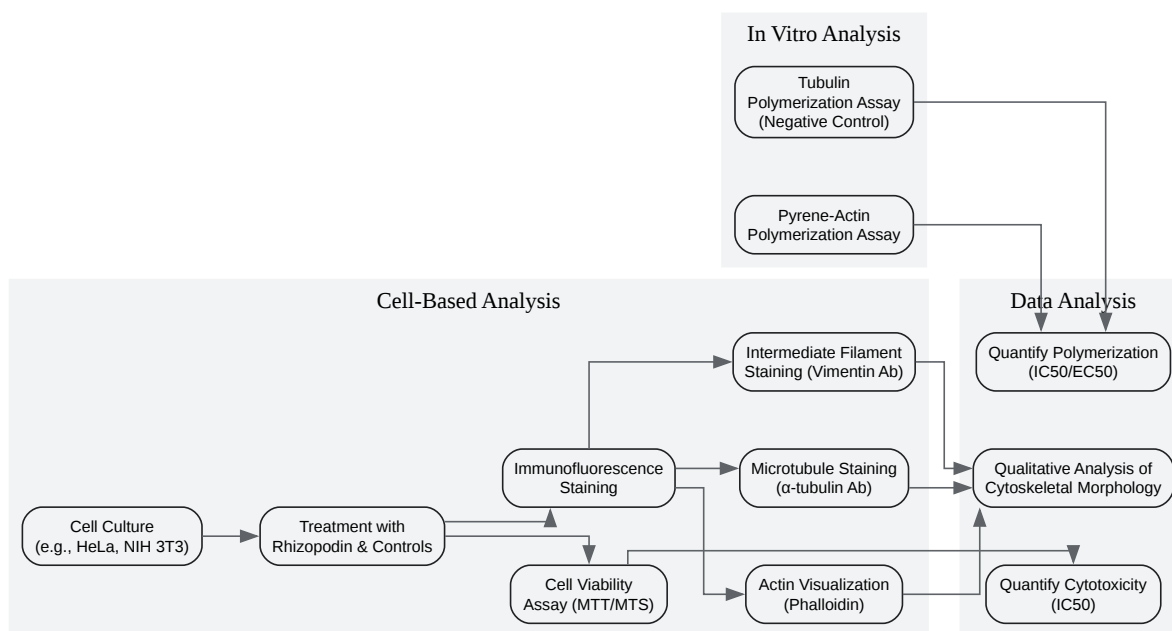 In Vitro Analysis
Tubulin
Polymerization Assay
(Negative Control)
Pyrene-Actin
Polymerization Assay
Cell-Based Analysis
Data Analysis
Intermediate Filament
Staining (Vimentin Ab)
Quantify Polymerization
(IC50/EC50)
Immunofluorescence
Staining
Microtubule Staining
(α-tubulin Ab)
Qualitative Analysis of
Cytoskeletal Morphology
Cell Culture
(e.g., HeLa, NIH 3T3)
Treatment with
Rhizopodin & Controls
Cell Viability
Assay (MTT/MTS)
Actin Visualization
(Phalloidin)
Quantify Cytotoxicity
(IC50)